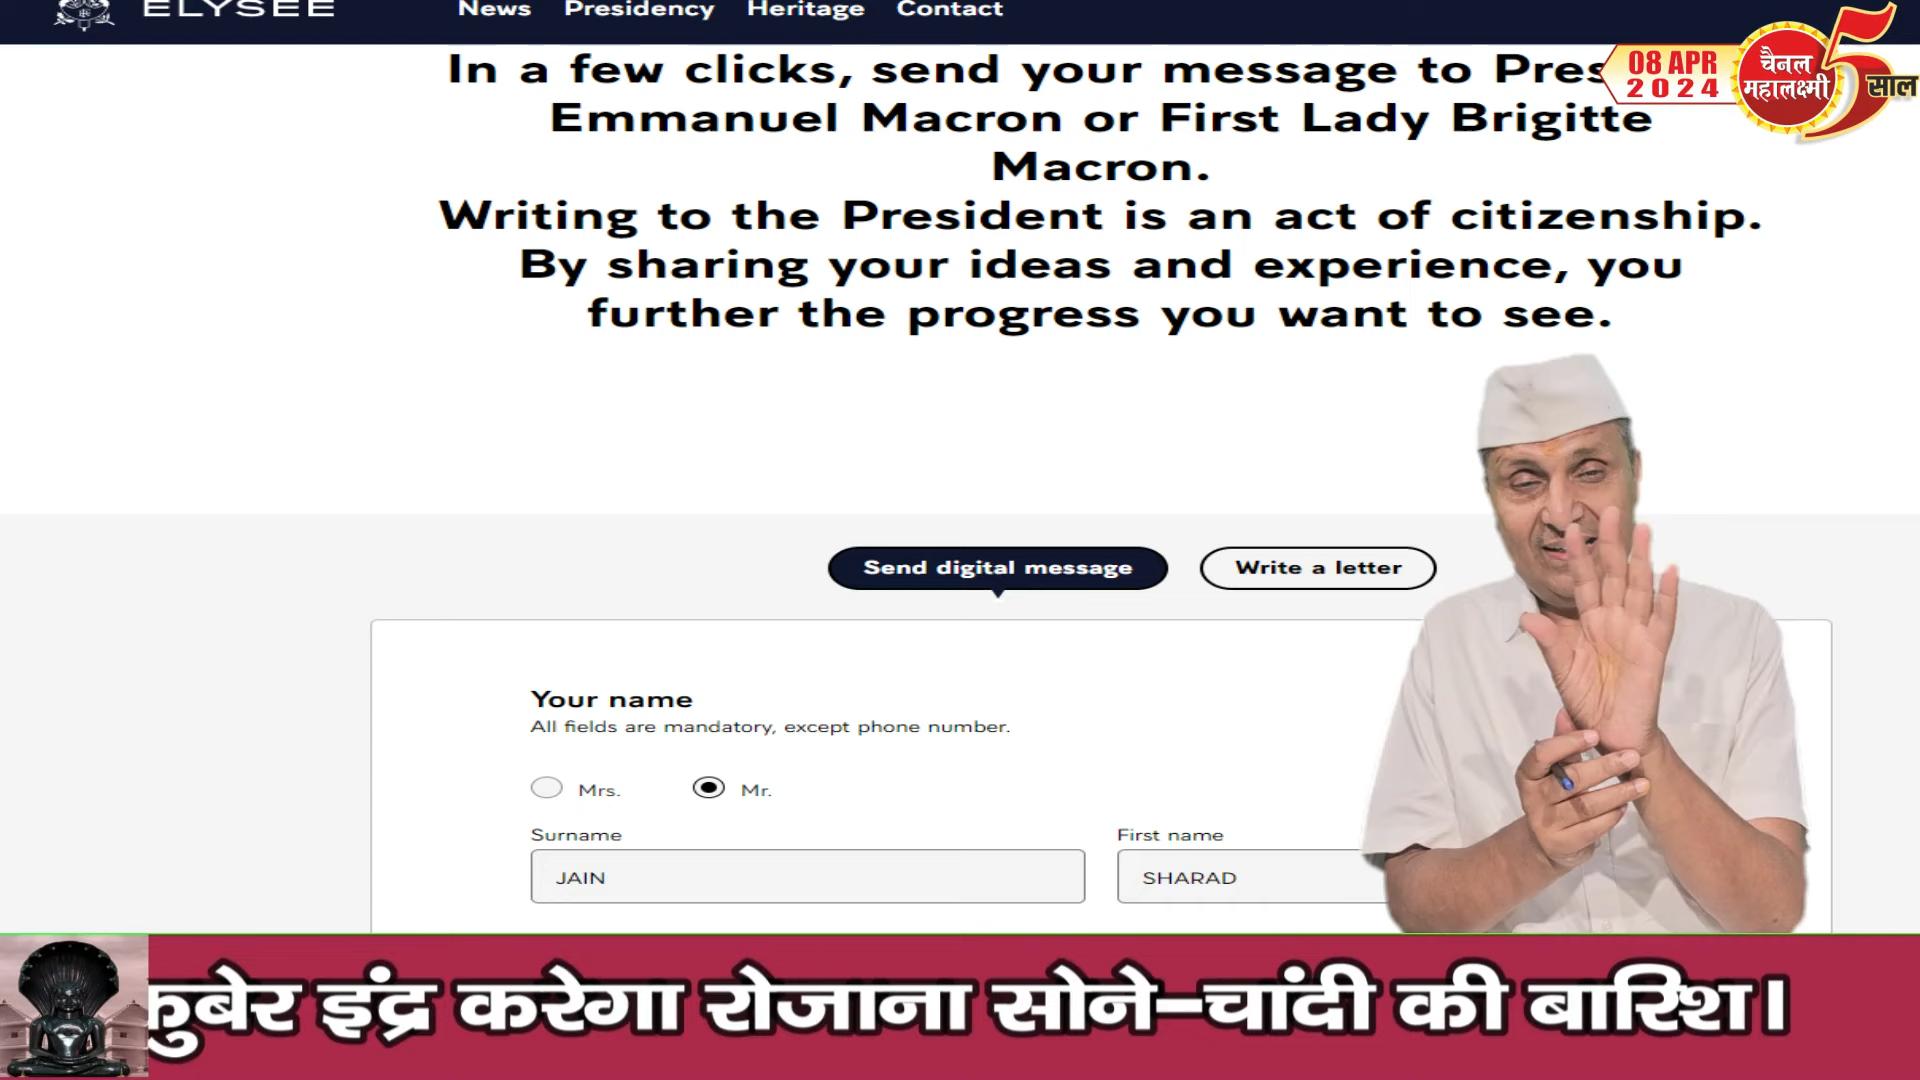 ELYSEE
News Presidency Heritage Contact
In a few clicks, send your message to
Emmanuel Macron or First Lady Brigitte
Macron.
Writing to the President is an act of citizenship.
By sharing your ideas and experience, you
further the progress you want to see.
08 APR
2024
चैनल
महालक्ष्मी
5 साल
Send digital message Write a letter
Your name
All fields are mandatory, except phone number.
Mrs. Mr.
Surname First name
JAIN SHARAD
कुबेर इंद्र करेगा रोजाना सोने-चांदी की बारिश।